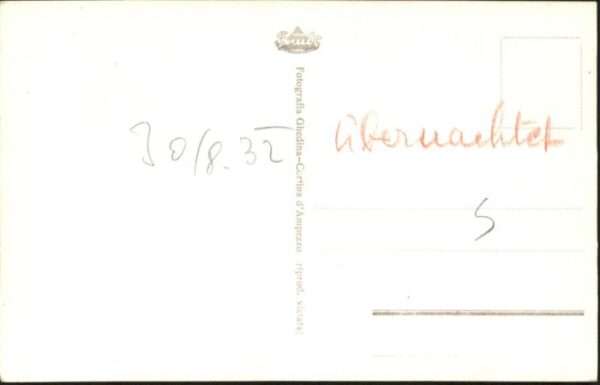 30/8.32
Fotografia Ghedina-Cortina d'Ampezzo (riprod. vietata)
Übernachtet